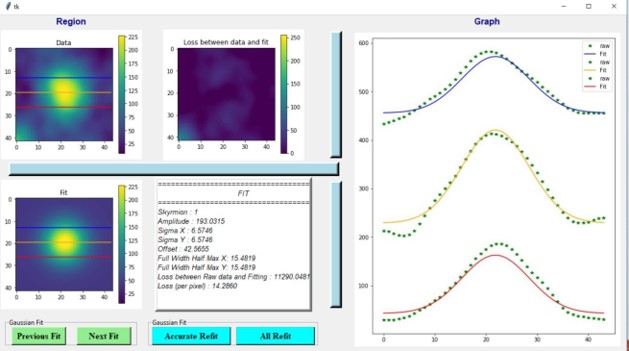 tk
Region
Graph
Data
Loss between data and fit
0
10
20
30
40
0 10 20 30 40
225
200
175
150
125
100
75
50
25
0
10
20
30
40
0 10 20 30 40
250
200
150
100
50
0
Fit
0
10
20
30
40
0 10 20 30 40
225
200
175
150
125
100
75
50
25
FIT
Skyrmion : 1
Amplitude : 193.0315
Sigma X : 6.5746
Sigma Y : 6.5746
Offset : 42.5655
Full Width Half Max X: 15.4819
Full Width Half Max Y: 15.4819
Loss between Raw data and Fitting : 11290.0481
Loss (per pixel) : 14.2860
Gaussian Fit
Previous Fit Next Fit
Gaussian Fit
Accurate Refit All Refit
600
500
400
300
200
100
0 10 20 30 40
raw
Fit
raw
Fit
raw
Fit